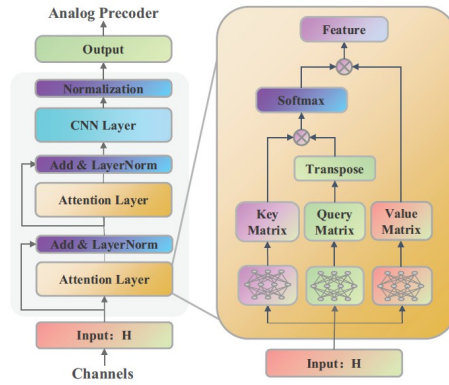 Analog Precoder
Output
Normalization
CNN Layer
Add & LayerNorm
Attention Layer
Add & LayerNorm
Attention Layer
Input: H
Channels
Feature
Softmax
Transpose
Key
Matrix
Query
Matrix
Value
Matrix
Input: H